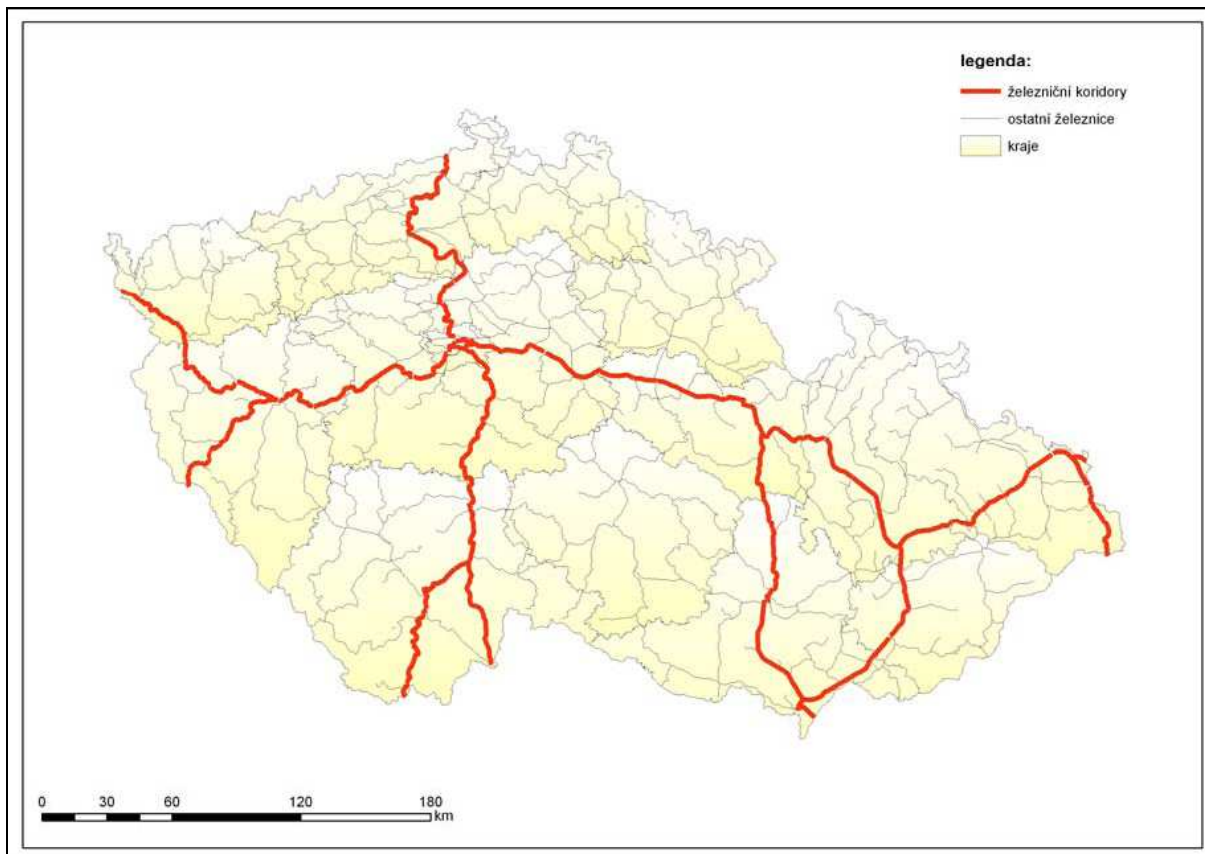 legenda:
železniční koridory
ostatní železnice
kraje
0 30 60 120 180
km